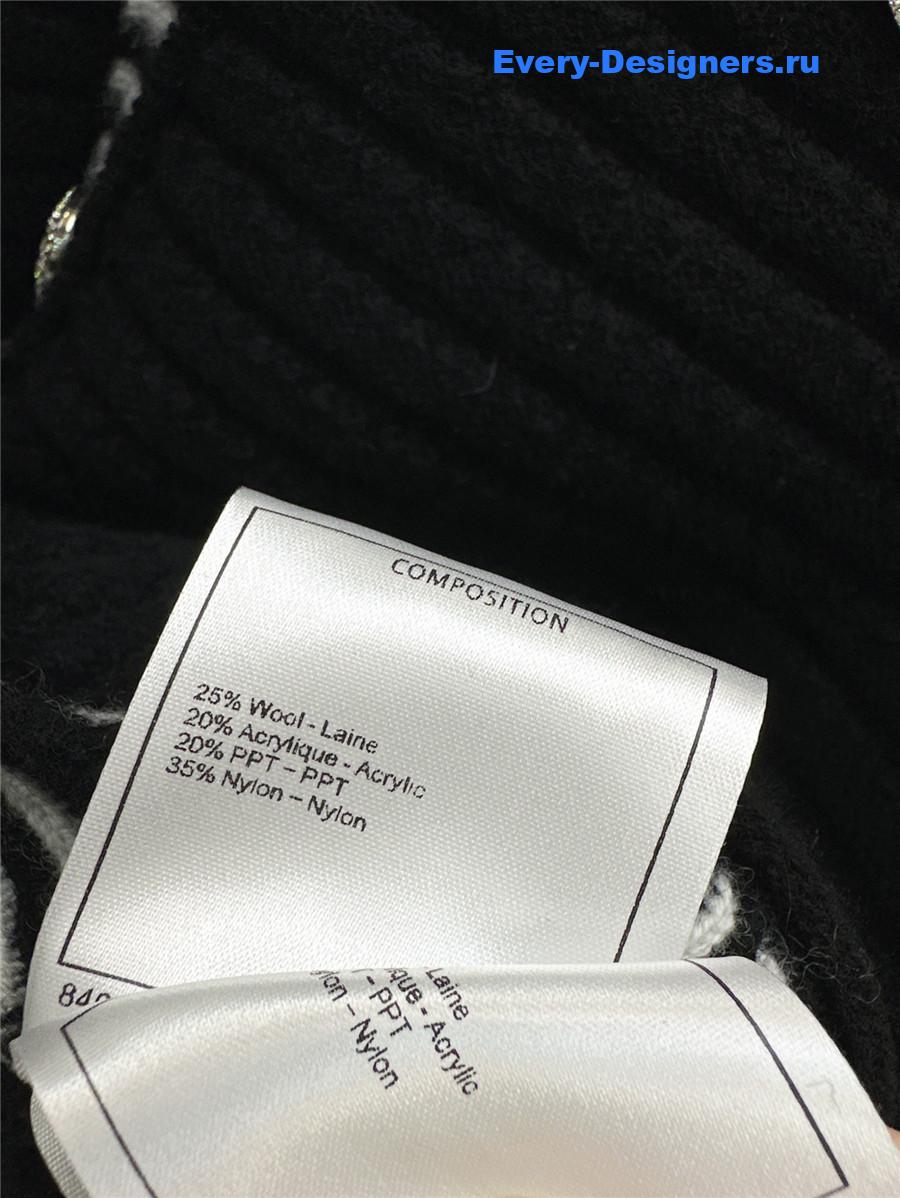 Every-Designers.ru
COMPOSITION
25% Wool - Laine
20% Acrylique - Acrylic
20% PPT - PPT
35% Nylon - Nylon
Laine
que - Acrylic
- PPT
lon - Nylon